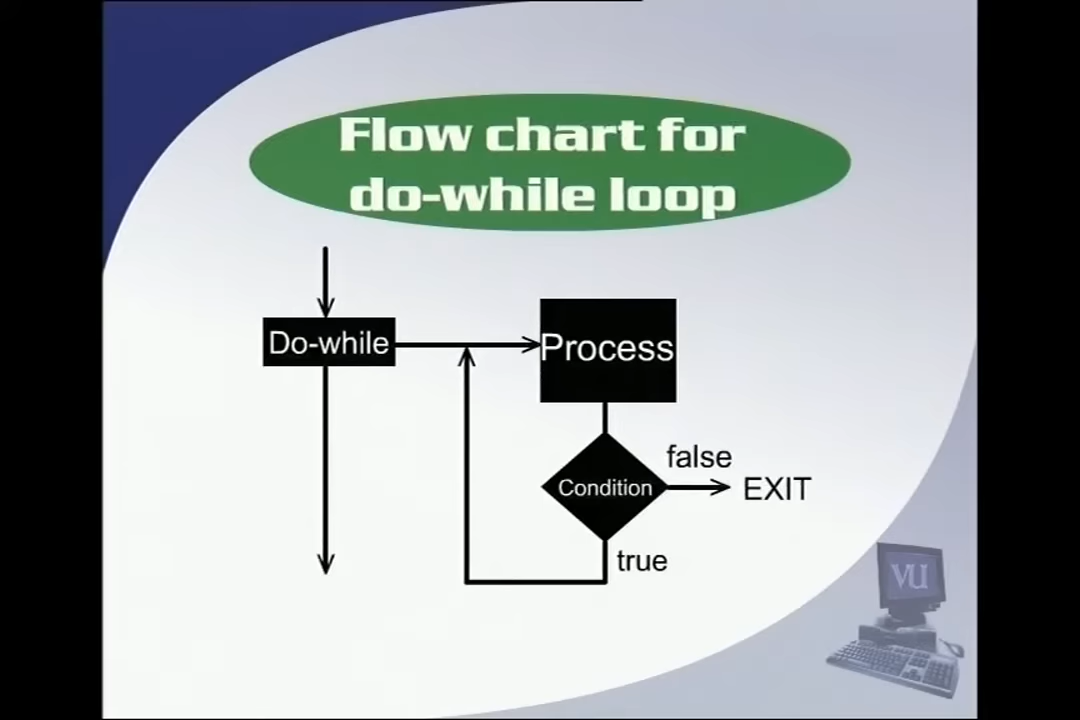 Flow chart for
do-while loop
Do-while
Process
Condition
false
EXIT
true
VU